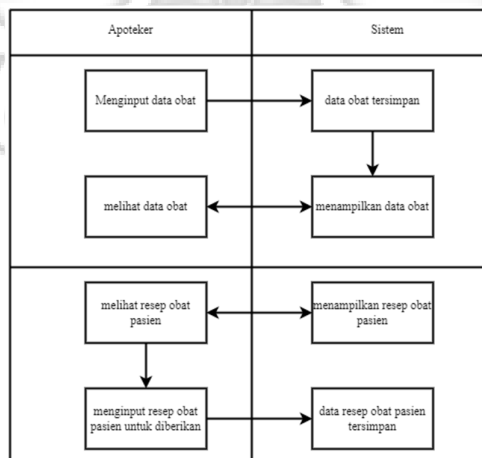 Apoteker
Sistem
Menginput data obat
data obat tersimpan
melihat data obat
menampilkan data obat
melihat resep obat
pasien
menampilkan resep obat
pasien
menginput resep obat
pasien untuk diberikan
data resep obat pasien
tersimpan